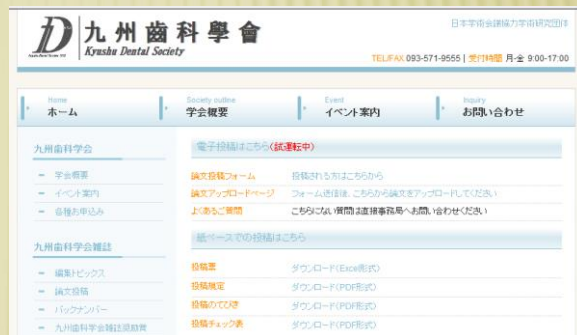 九州歯科學會
Kyushu Dental Society
日本学術会議協力学術研究団体
TEL/FAX 093-571-9555 | 受付時間 月-金 9:00-17:00
Home
ホーム
Society outline
学会概要
Event
イベント案内
Inquiry
お問い合わせ
九州歯科学会
− 学会概要
− イベント案内
− 各種お申込み
九州歯科学会雑誌
− 編集トピックス
− 論文投稿
− バックナンバー
− 九州歯科学会雑誌奨励賞
電子投稿はこちら(試運転中)
論文投稿フォーム 投稿される方はこちらから
論文アップロードページ フォーム送信後、こちらから論文をアップロードしてください
よくあるご質問 こちらにない質問は直接事務局へお問い合わせください
紙ベースでの投稿はこちら
投稿票 ダウンロード(Excel形式)
投稿規定 ダウンロード(PDF形式)
投稿のてびき ダウンロード(PDF形式)
投稿チェック表 ダウンロード(PDF形式)